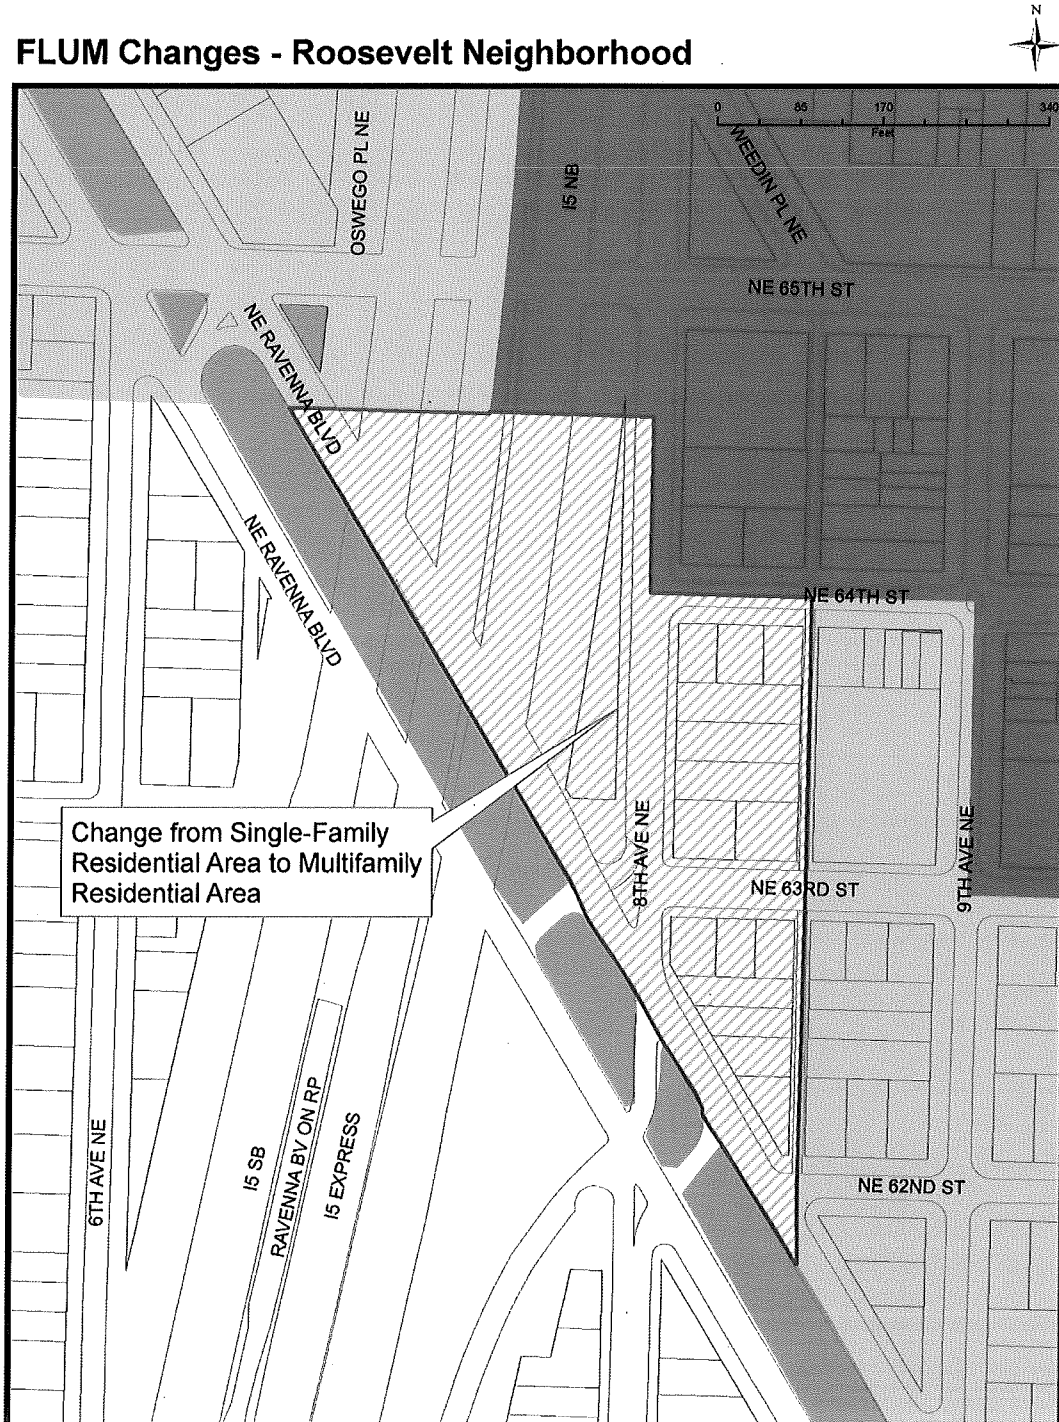 N
FLUM Changes - Roosevelt Neighborhood
0 85 170 340
Feet
OSWEGO PL NE
I5 NB
WEEDIN PL NE
NE 65TH ST
NE RAVENNA BLVD
NE RAVENNA BLVD
NE 64TH ST
Change from Single-Family
Residential Area to Multifamily
Residential Area
8TH AVE NE
NE 63RD ST
9TH AVE NE
6TH AVE NE
I5 SB
RAVENNA BV ON RP
I5 EXPRESS
NE 62ND ST